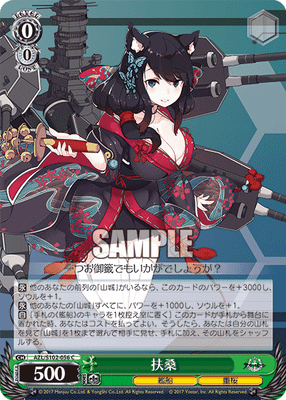 0
0
SAMPLE
一つお御籤でもいかがでしょうか?
他のあなたの前列の「山城」がいるなら、このカードのパワーを+3000し、
ソウルを+1。
他のあなたの「山城」すべてに、パワーを+1000し、ソウルを+1。
[手札の《艦船》のキャラを1枚控え室に置く] このカードが手札から舞台に
置かれた時、あなたはコストを払ってよい。そうしたら、あなたは自分の山札を
見て「山城」を1枚まで選んで相手に見せ、手札に加え、その山札をシャッフルする。
AZL/S102-056 C
扶桑
500
艦船
重桜
© 2017 Manjuu Co.,Ltd. & YongShi Co.,Ltd. All Rights Reserved. © 2017 Yostar, Inc. All Rights Reserved.